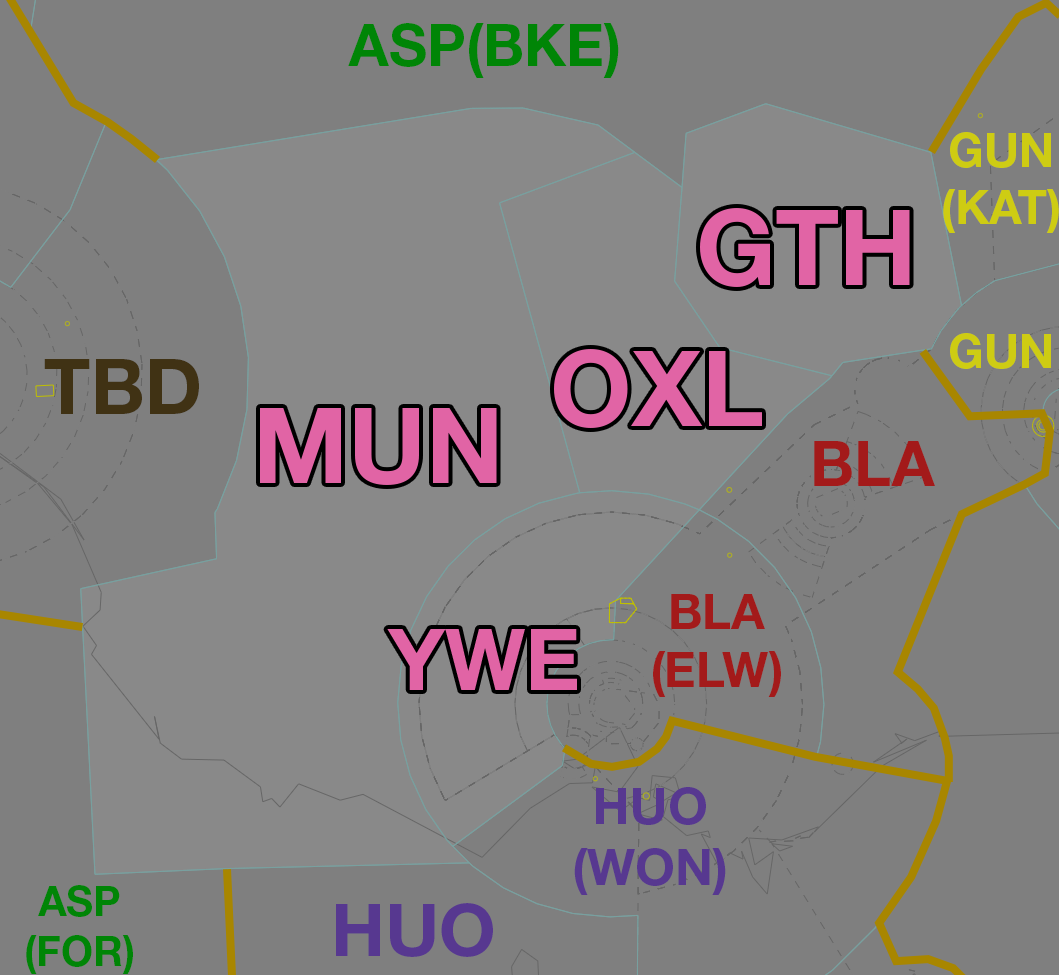 ASP(BKE)
GUN
(KAT)
GTH
GUN
TBD
OXL
MUN
BLA
BLA
(ELW)
YWE
HUO
(WON)
ASP
(FOR)
HUO